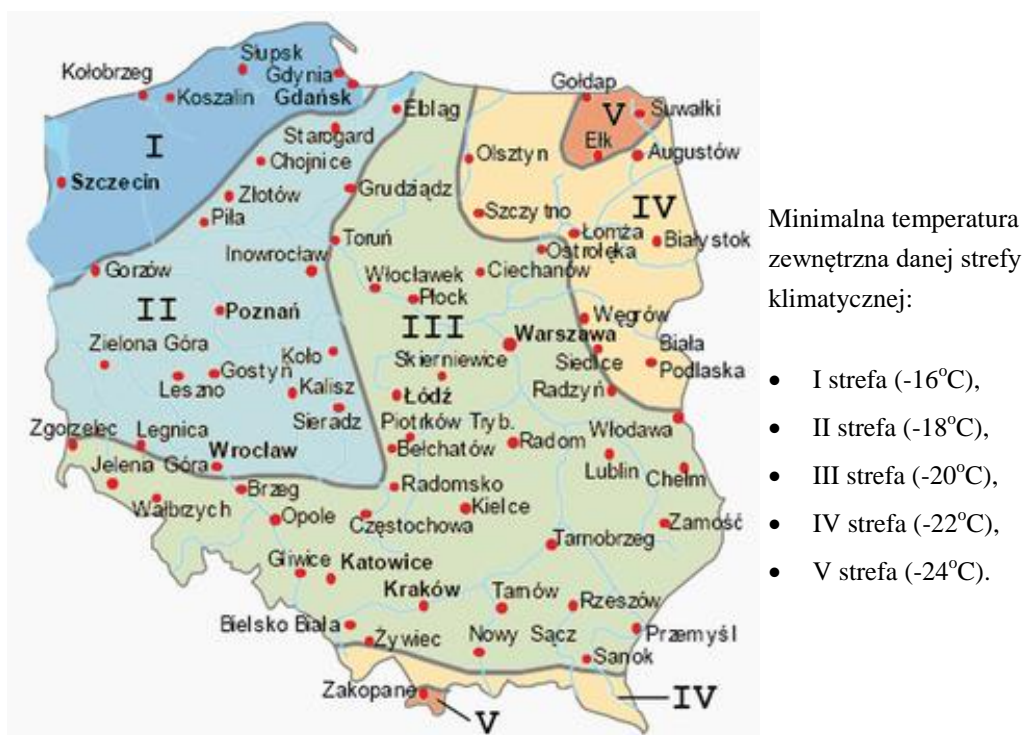 Słupsk
Kołobrzeg
Gdynia
Koszalin
Gdańsk
Gołdap
V
Suwałki
Elbląg
Starogard
Ełk
I
Chojnice
Olsztyn
Augustów
Szczecin
Złotów
Grudziądz
Piła
Szczytno
IV
Toruń
Łomża
Białystok
Inowrocław
Ostrołęka
Gorzów
Włocławek
Ciechanów
Płock
II
Poznań
III
Węgrów
Warszawa
Zielona Góra
Koło
Skierniewice
Siedlce
Biała
Podlaska
Gostyń
Leszno
Kalisz
Łódź
Radzyń
Sieradz
Piotrków Tryb.
Włodawa
Zgorzelec
Legnica
Wrocław
Bełchatów
Radom
Jelenia Góra
Lublin
Chełm
Brzeg
Radomsko
Wałbrzych
Opole
Częstochowa
Kielce
Zamość
Tarnobrzeg
Gliwice
Katowice
Kraków
Tarnów
Rzeszów
Bielsko Biała
Żywiec
Nowy Sącz
Przemyśl
Sanok
Zakopane
V
IV
Minimalna temperatura
zewnętrzna danej strefy
klimatycznej:
• I strefa (-16°C),
• II strefa (-18°C),
• III strefa (-20°C),
• IV strefa (-22°C),
• V strefa (-24°C).